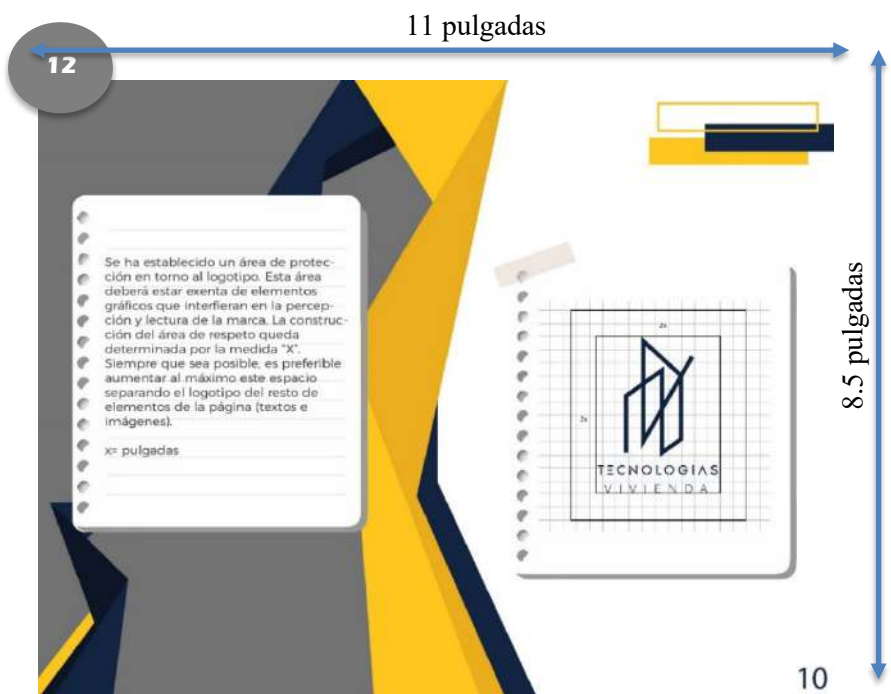 11 pulgadas
12
Se ha establecido un área de protec-
ción en torno al logotipo. Esta área
deberá estar exenta de elementos
gráficos que interfieran en la percep-
ción y lectura de la marca. La construc-
ción del área de respeto queda
determinada por la medida "X".
Siempre que sea posible, es preferible
aumentar al máximo este espacio
separando el logotipo del resto de
elementos de la página (textos e
imágenes).
x= pulgadas
2x
2x
TECNOLOGIAS
VIVIENDA
8.5 pulgadas
10